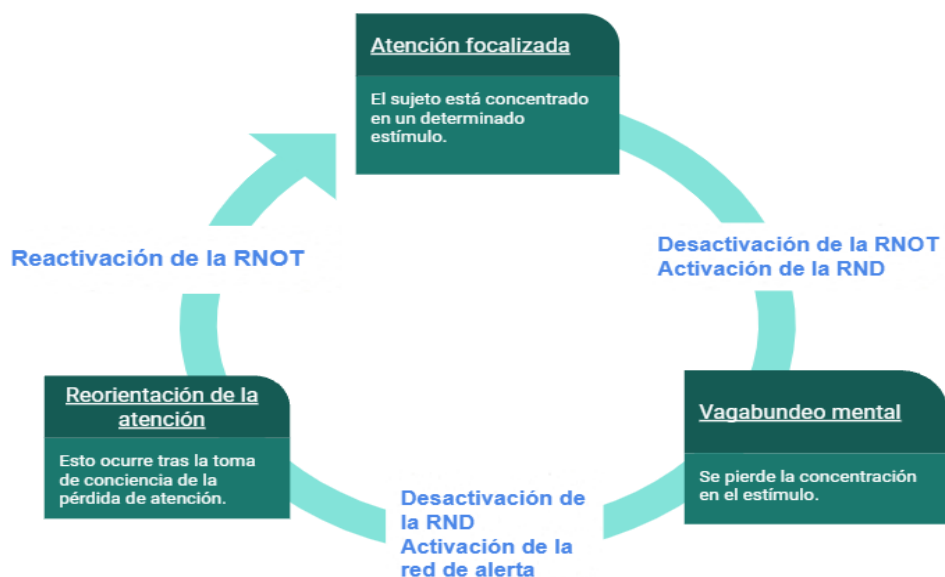 Atención focalizada
El sujeto está concentrado
en un determinado
estímulo.
Desactivación de la RNOT
Activación de la RND
Vagabundeo mental
Se pierde la concentración
en el estímulo.
Desactivación de
la RND
Activación de la
red de alerta
Reorientación de la
atención
Esto ocurre tras la toma
de conciencia de la
pérdida de atención.
Reactivación de la RNOT